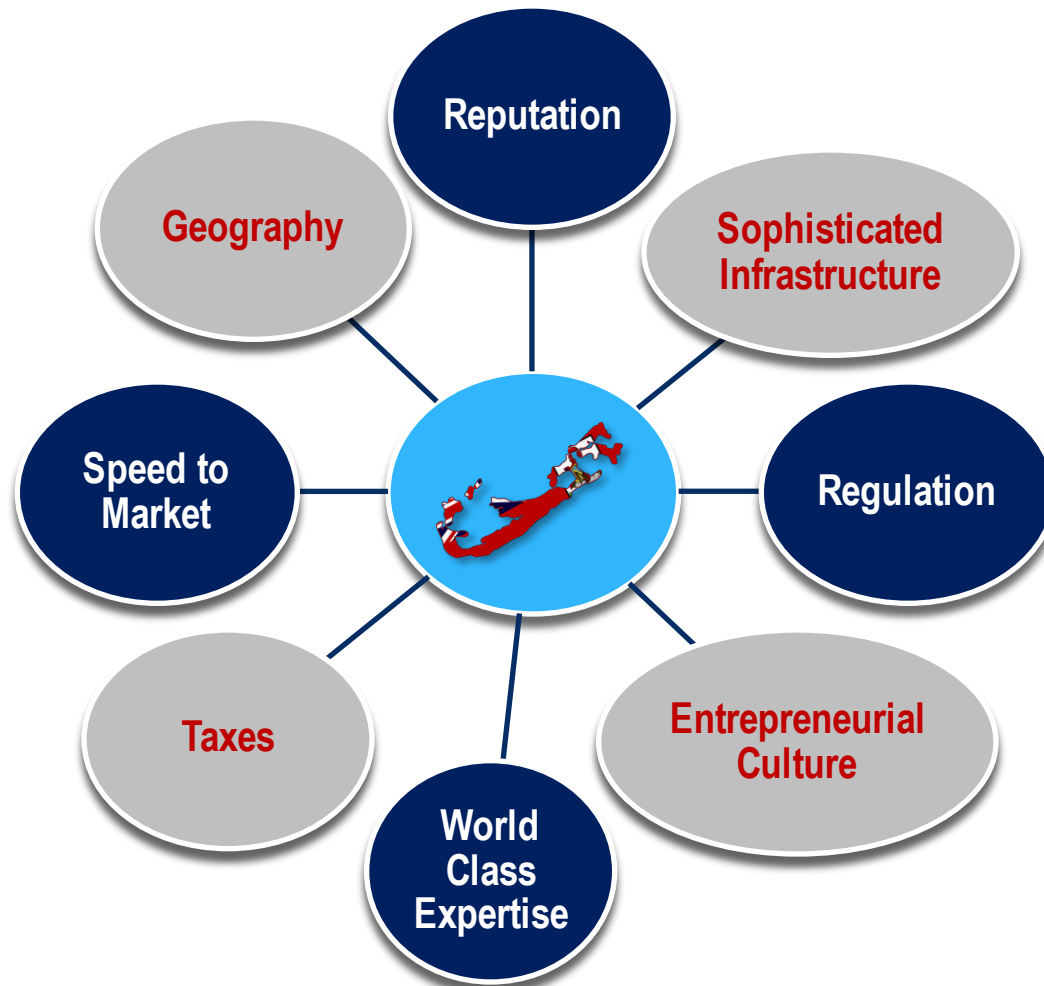 Reputation
Geography
Sophisticated
Infrastructure
Speed to
Market
Regulation
Taxes
Entrepreneurial
Culture
World
Class
Expertise